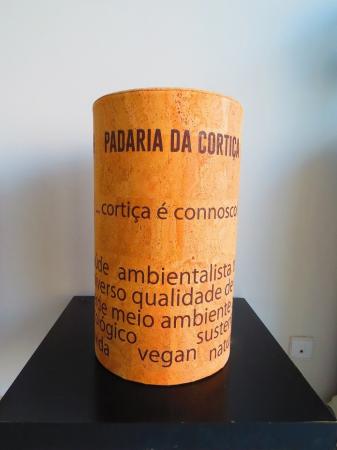 PADARIA DA CORTIÇA
... cortiça é connosco
ambientalista
qualidade de
meio ambiente
vegan